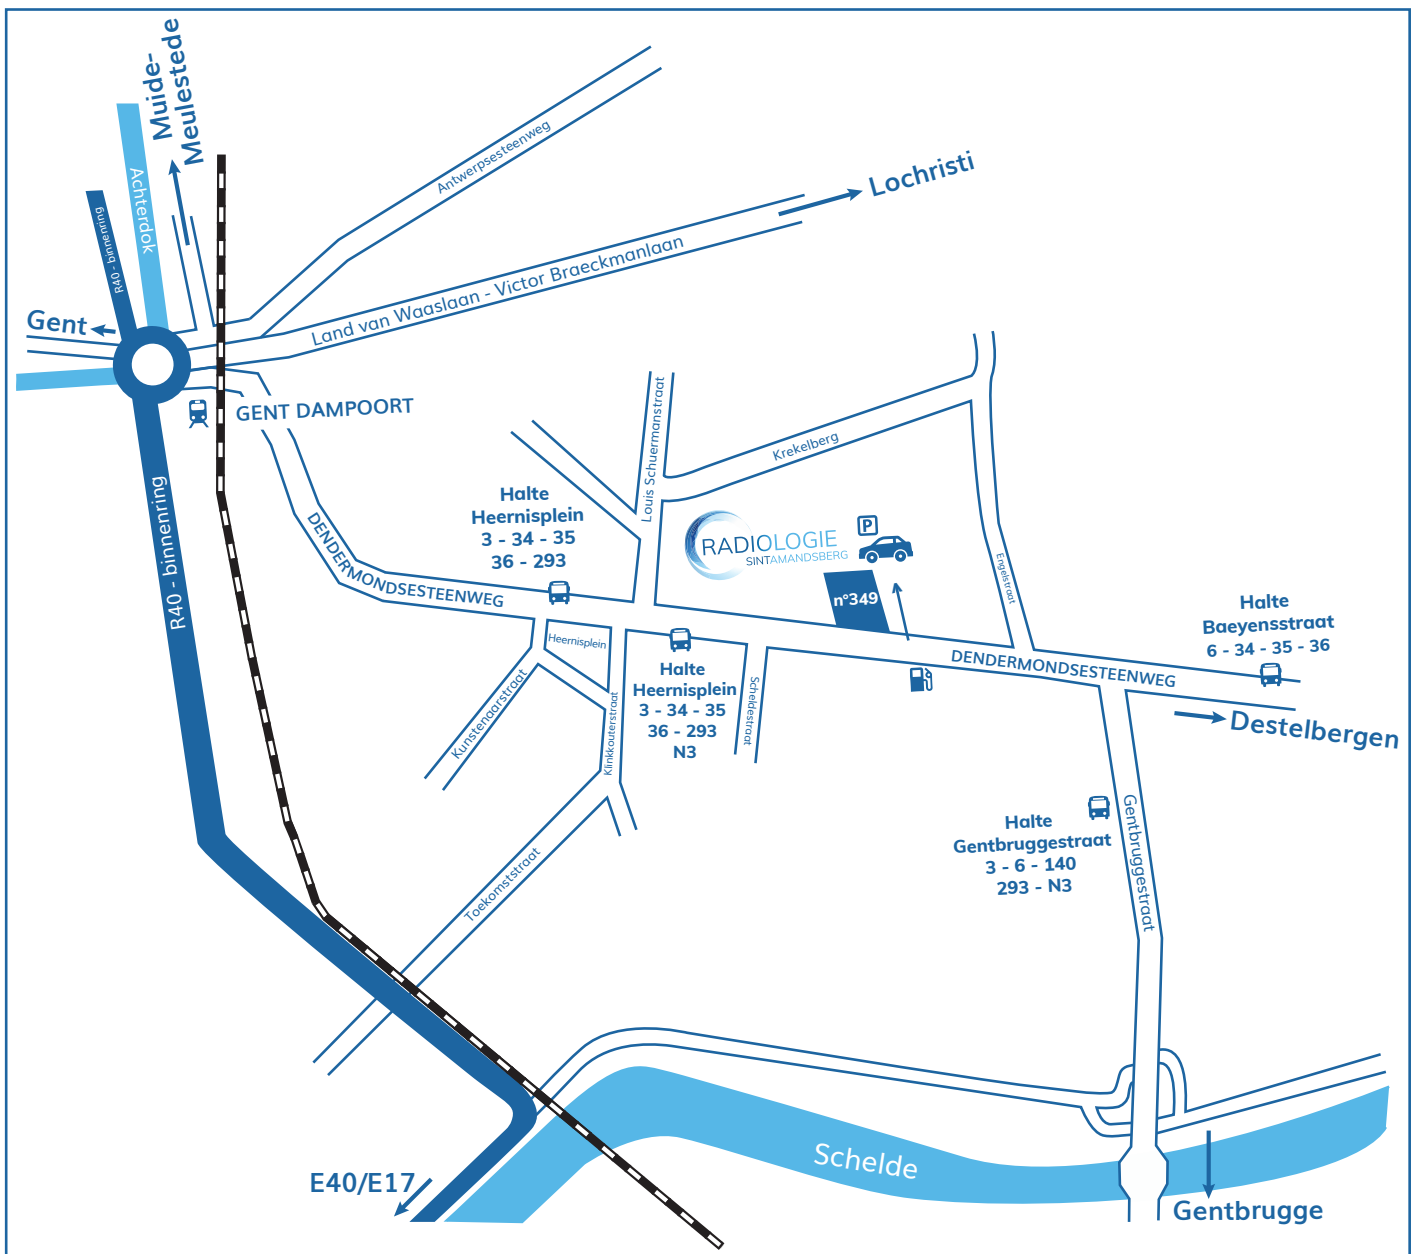 Muide-
Meulestede
Achterdok
R40 - binnenring
Antwerpsesteenweg
Lochristi
Land van Waaslaan - Victor Braeckmanlaan
Gent
GENT DAMPOORT
Louis Schuermanstraat
Krekelberg
Halte
Heernisplein
3 - 34 - 35
36 - 293
R40 - binnenring
DENDERMONDSESTEENWEG
P
RADIOLOGIE
SINTAMANDSBERG
n°349
Engelstraat
Halte
Baeyensstraat
6 - 34 - 35 - 36
Heernisplein
Halte
Heernisplein
3 - 34 - 35
36 - 293
N3
DENDERMONDSESTEENWEG
Kunstenaarstraat
Klinkkouterstraat
Scheldestraat
Destelbergen
Halte
Gentbruggestraat
3 - 6 - 140
293 - N3
Gentbruggestraat
Toekomststraat
Schelde
E40/E17
Gentbrugge